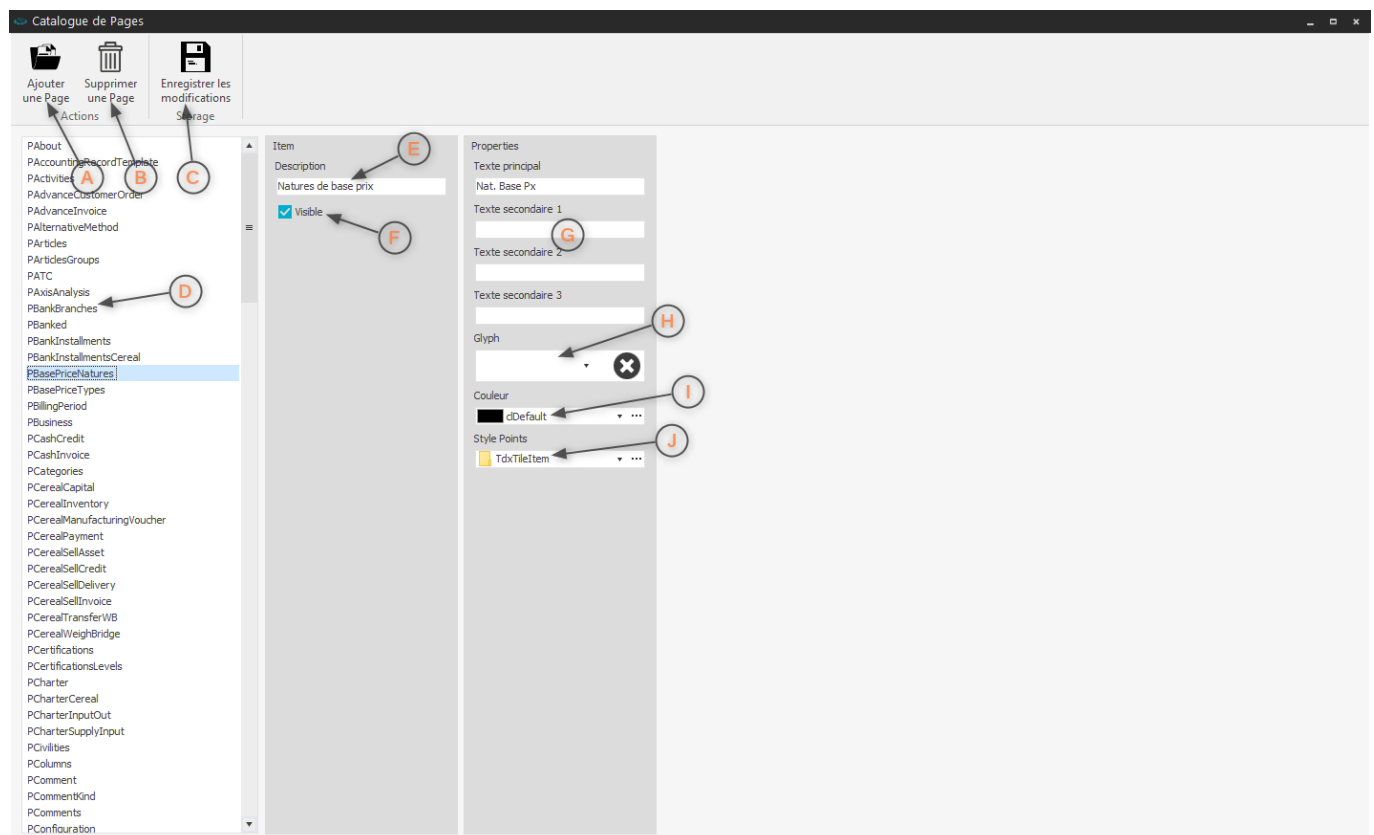 Catalogue de Pages
Ajouter
une Page
Supprimer
une Page
Enregistrer les
modifications
Actions
Storage
A
B
C
D
E
F
G
H
I
J
PAbout
PAccountingRecordTemplate
PActivities
PAdvanceCustomerOrder
PAdvanceInvoice
PAlternativeMethod
PArticles
PArticlesGroups
PATC
PAxisAnalysis
PBankBranches
PBanked
PBankInstallments
PBankInstallmentsCereal
PBasePriceNatures
PBasePriceTypes
PBillingPeriod
PBusiness
PCashCredit
PCashInvoice
PCategories
PCerealCapital
PCerealInventory
PCerealManufacturingVoucher
PCerealPayment
PCerealSellAsset
PCerealSellCredit
PCerealSellDelivery
PCerealSellInvoice
PCerealTransferWB
PCerealWeighBridge
PCertifications
PCertificationsLevels
PCharter
PCharterCereal
PCharterInputOut
PCharterSupplyInput
PCivilities
PColumns
PComment
PCommentKind
PComments
PConfiguration
Item
Description
Natures de base prix
Visible
Properties
Texte principal
Nat. Base Px
Texte secondaire 1
Texte secondaire 2
Texte secondaire 3
Glyph
Couleur
clDefault
Style Points
TdxTileItem